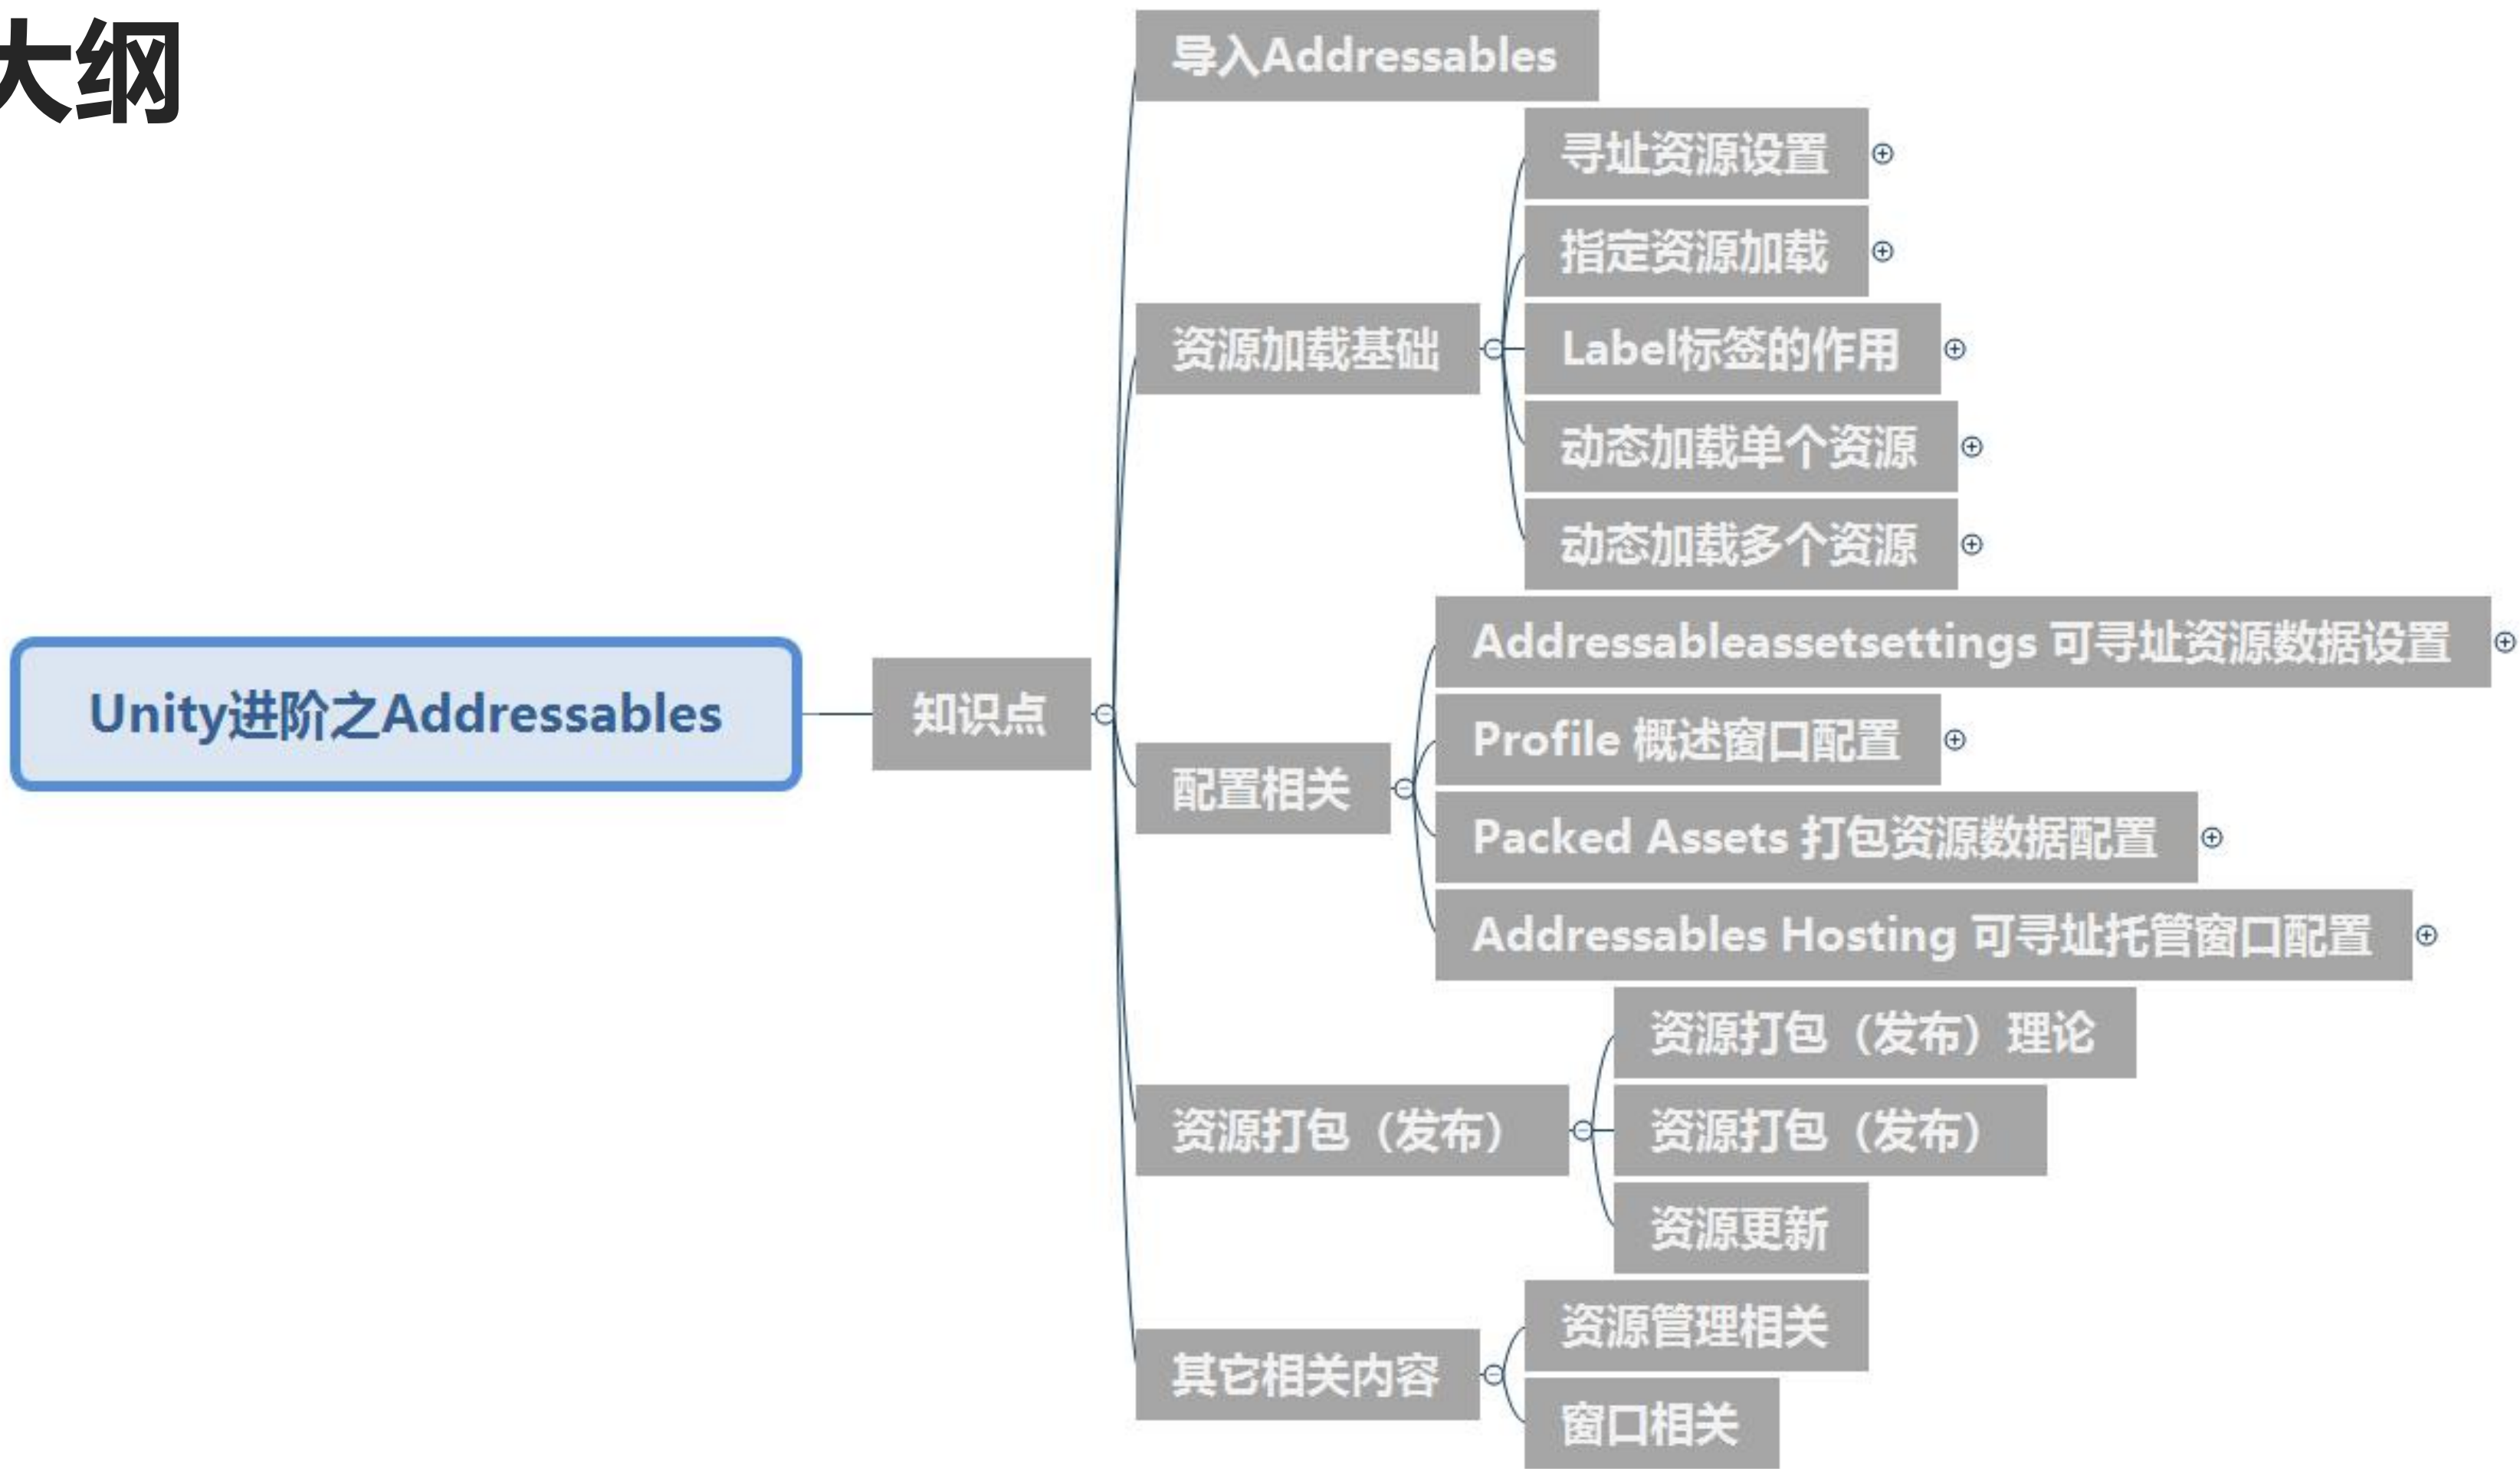 大纲
导入Addressables
寻址资源设置
指定资源加载
资源加载基础
Label标签的作用
动态加载单个资源
动态加载多个资源
Unity进阶之Addressables
知识点
配置相关
Addressableassetsettings 可寻址资源数据设置
Profile 概述窗口配置
Packed Assets 打包资源数据配置
Addressables Hosting 可寻址托管窗口配置
资源打包（发布）
资源打包（发布）理论
资源打包（发布）
资源更新
其它相关内容
资源管理相关
窗口相关